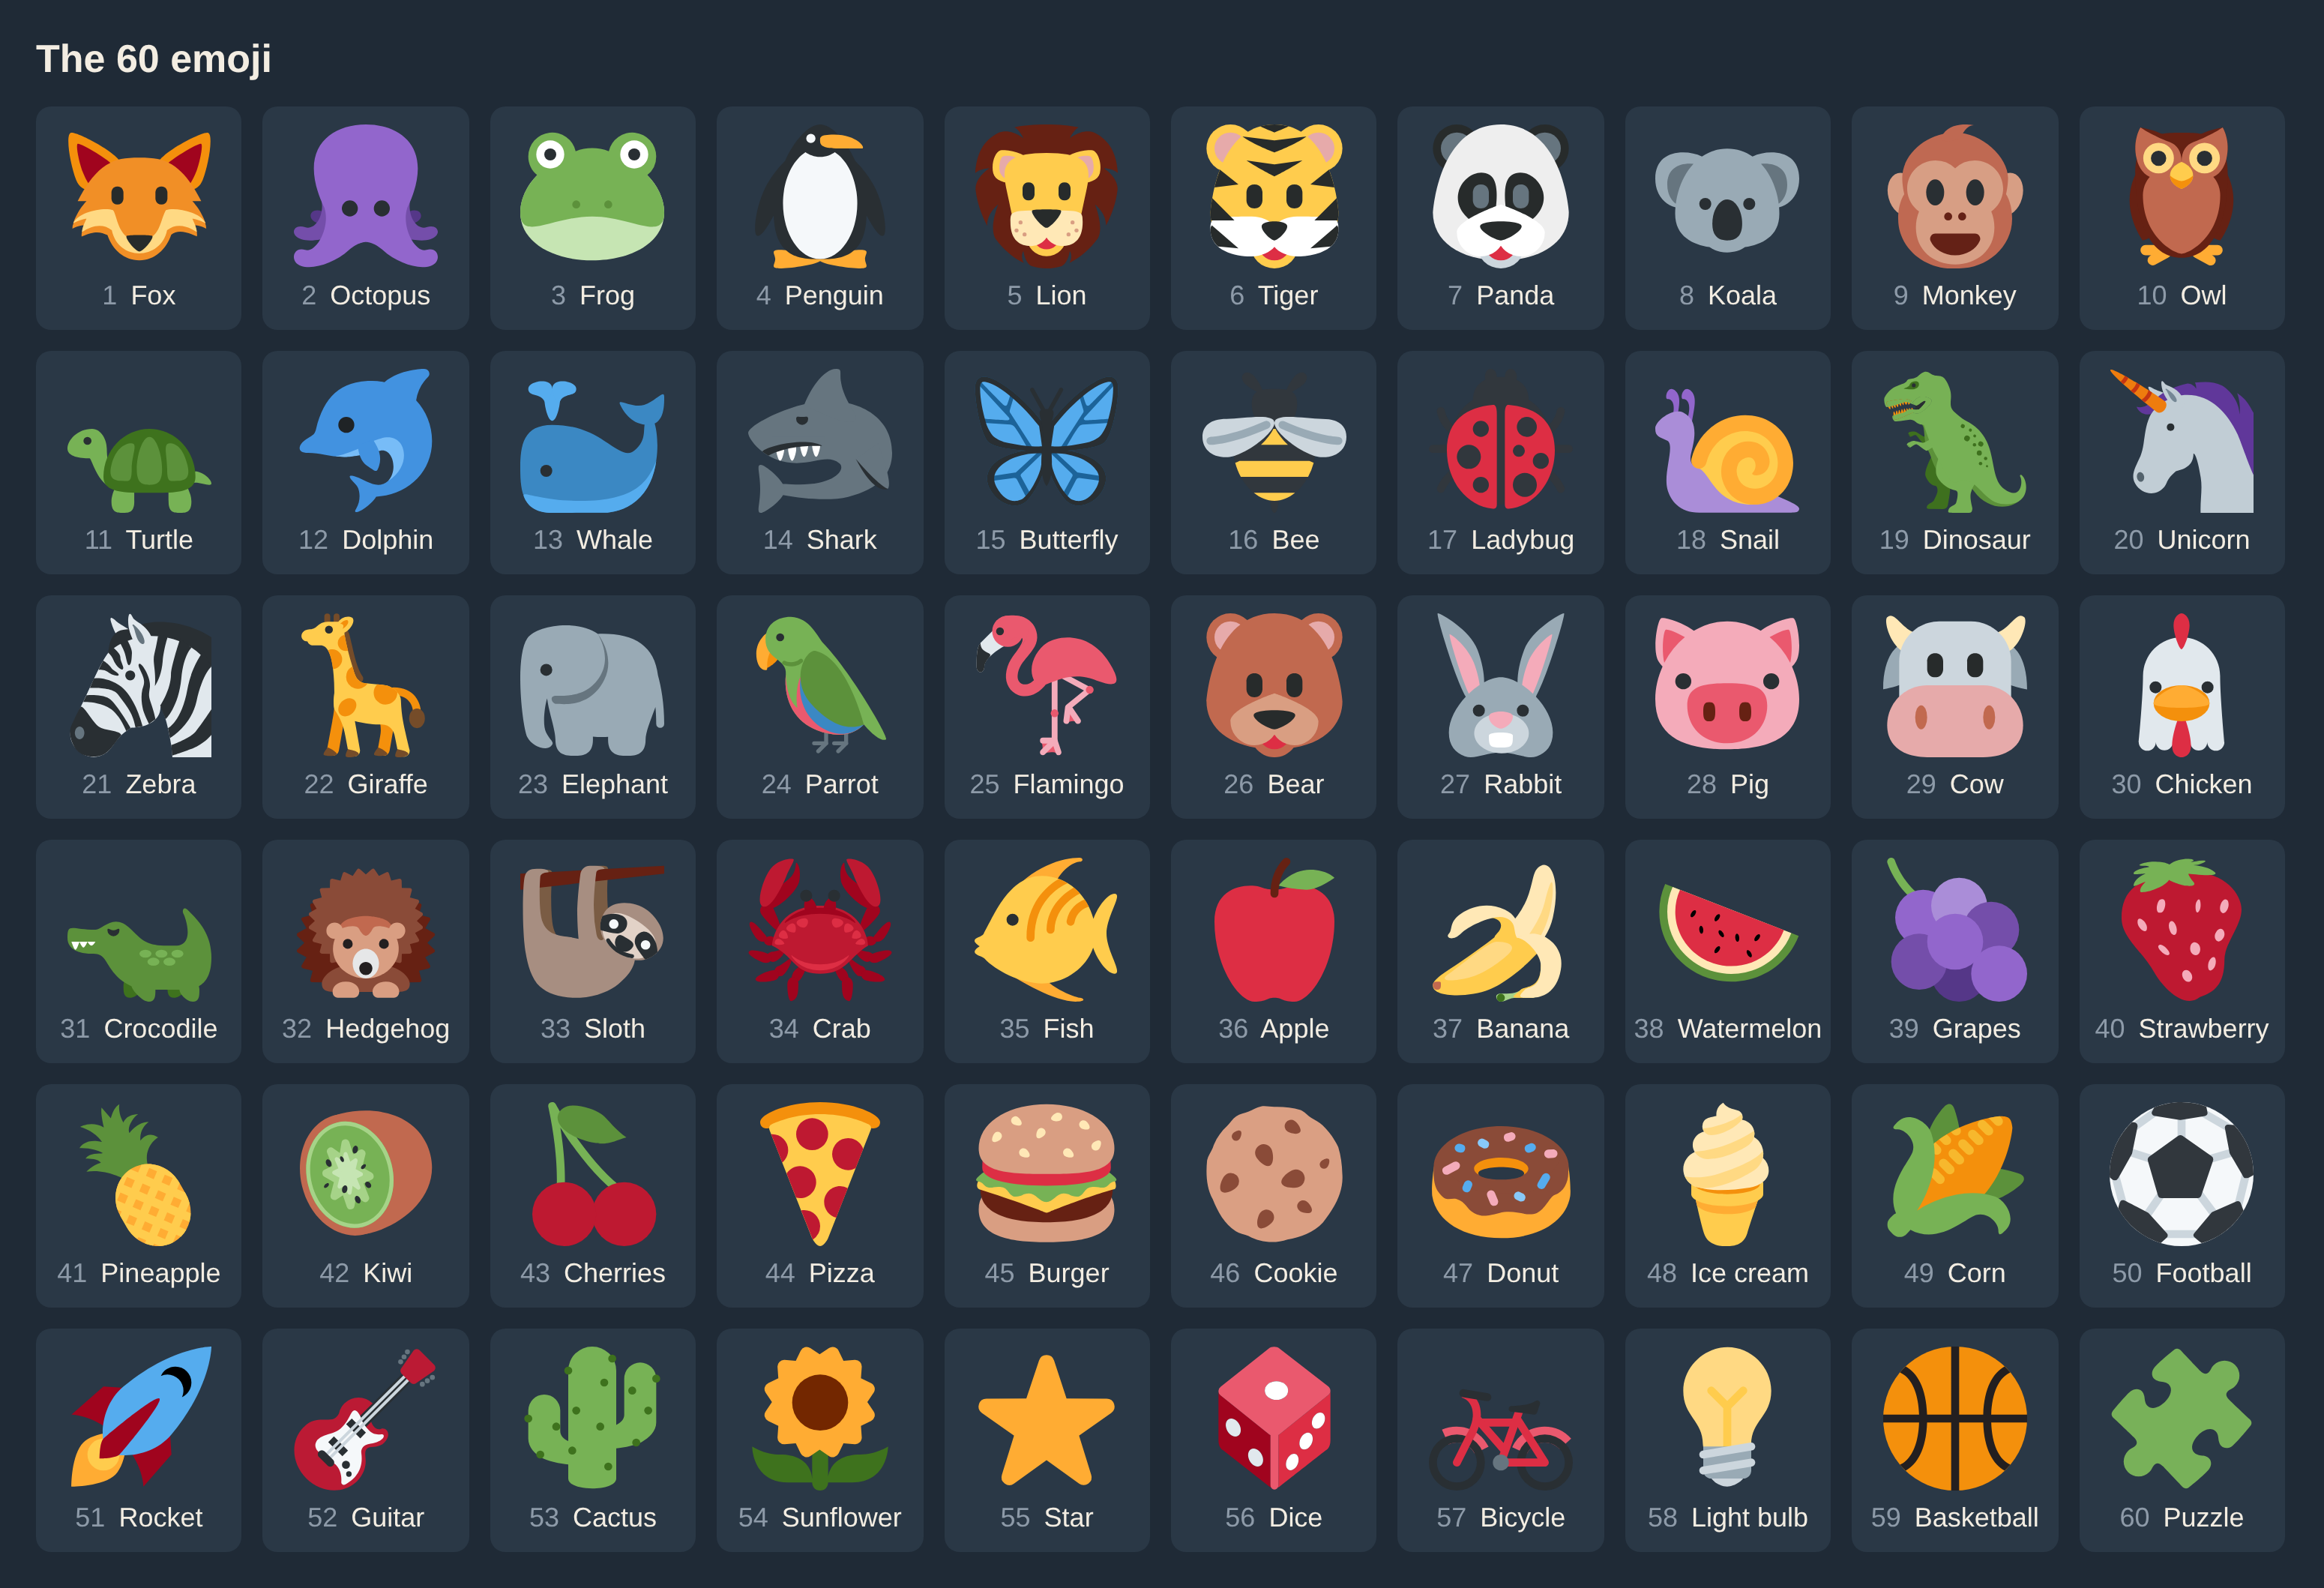 The 60 emoji
1 Fox
2 Octopus
3 Frog
4 Penguin
5 Lion
6 Tiger
7 Panda
8 Koala
9 Monkey
10 Owl
11 Turtle
12 Dolphin
13 Whale
14 Shark
15 Butterfly
16 Bee
17 Ladybug
18 Snail
19 Dinosaur
20 Unicorn
21 Zebra
22 Giraffe
23 Elephant
24 Parrot
25 Flamingo
26 Bear
27 Rabbit
28 Pig
29 Cow
30 Chicken
31 Crocodile
32 Hedgehog
33 Sloth
34 Crab
35 Fish
36 Apple
37 Banana
38 Watermelon
39 Grapes
40 Strawberry
41 Pineapple
42 Kiwi
43 Cherries
44 Pizza
45 Burger
46 Cookie
47 Donut
48 Ice cream
49 Corn
50 Football
51 Rocket
52 Guitar
53 Cactus
54 Sunflower
55 Star
56 Dice
57 Bicycle
58 Light bulb
59 Basketball
60 Puzzle